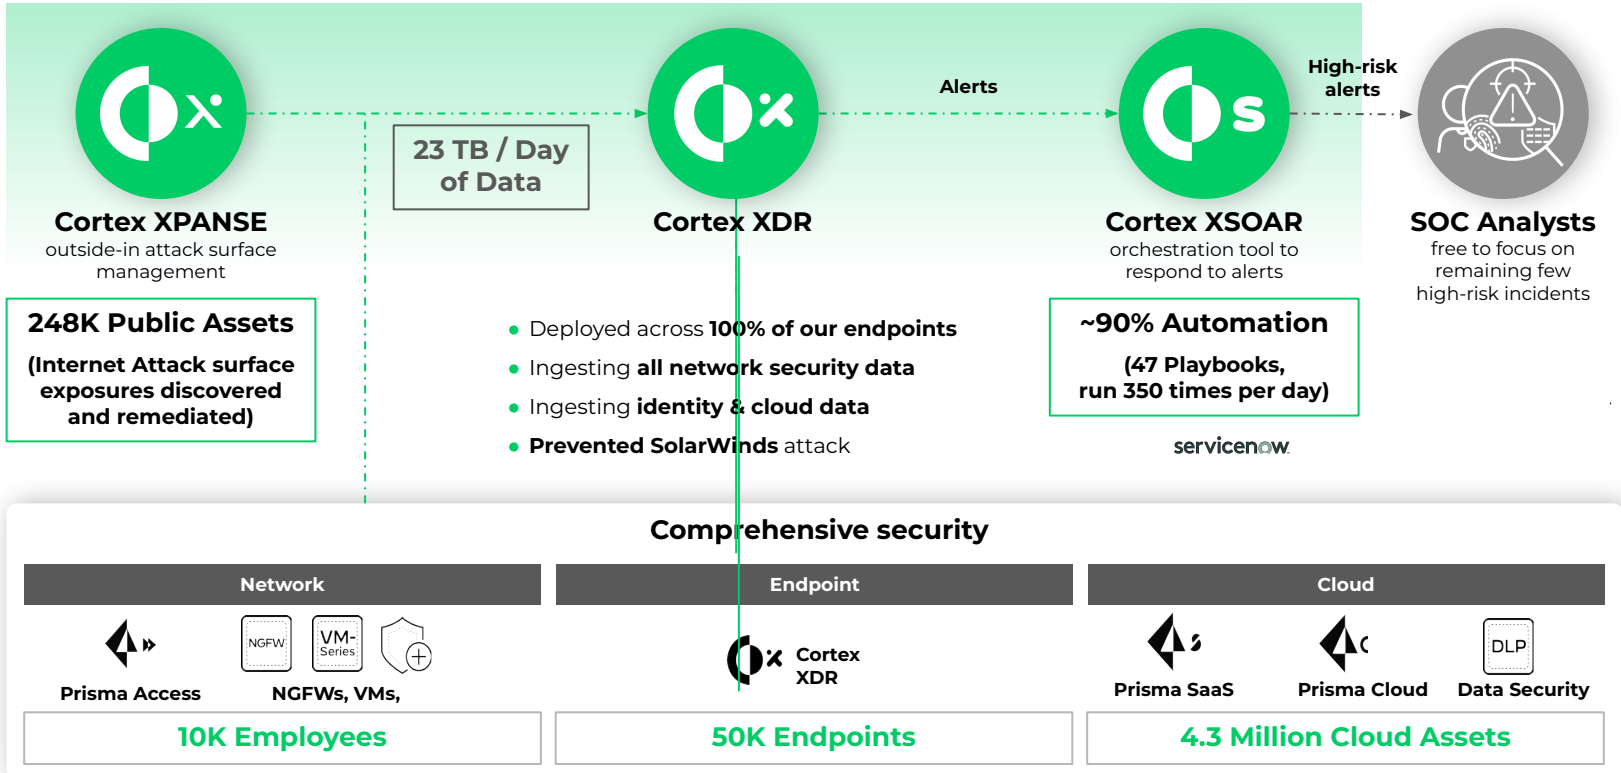 High-risk
alerts
Alerts
23 TB / Day
of Data
Cortex XPANSE
outside-in attack surface
management
Cortex XDR
Cortex XSOAR
orchestration tool to
respond to alerts
SOC Analysts
free to focus on
remaining few
high-risk incidents
248K Public Assets
(Internet Attack surface
exposures discovered
and remediated)
Deployed across 100% of our endpoints
Ingesting all network security data
Ingesting identity & cloud data
Prevented SolarWinds attack
~90% Automation
(47 Playbooks,
run 350 times per day)
servicenow
Comprehensive security
Network
NGFW
VM-
Series
Prisma Access
NGFWs, VMs,
10K Employees
Endpoint
Cortex
XDR
50K Endpoints
Cloud
DLP
Prisma SaaS
Prisma Cloud
Data Security
4.3 Million Cloud Assets